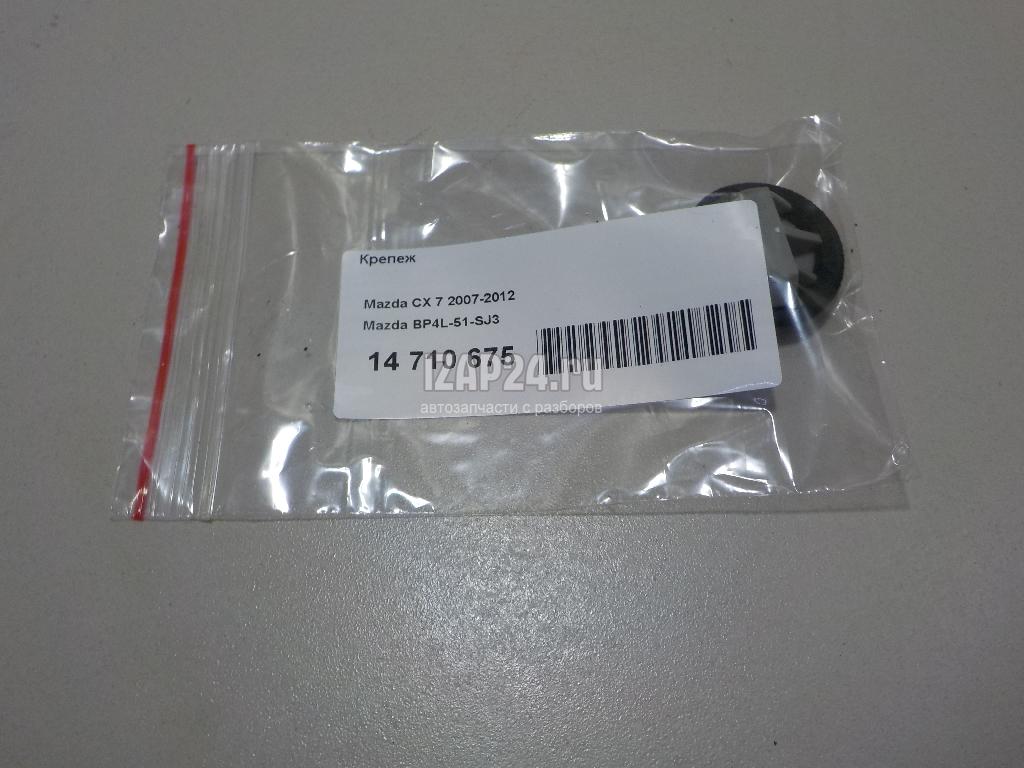 Крепеж
Mazda CX 7 2007-2012
Mazda BP4L-51-SJ3
14 710 675
IZAP24.ru
автозапчасти с разборов